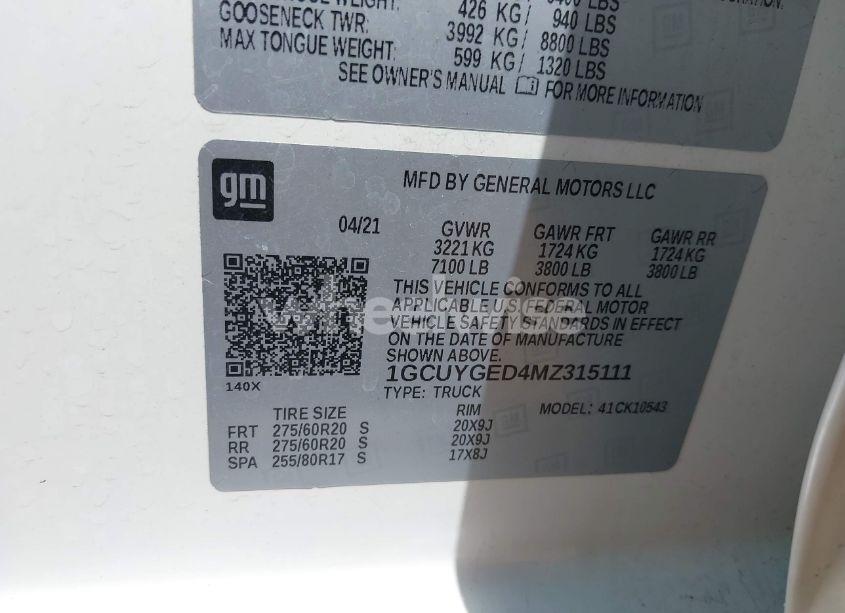 WEIGHT:
426 KG/ 940 LBS
GOOSENECK TWR: 3992 KG/ 8800 LBS
MAX TONGUE WEIGHT: 599 KG/ 1320 LBS
SEE OWNER'S MANUAL FOR MORE INFORMATION
gm
MFD BY GENERAL MOTORS LLC
04/21 GVWR GAWR FRT GAWR RR
3221 KG 1724 KG 1724 KG
7100 LB 3800 LB 3800 LB
THIS VEHICLE CONFORMS TO ALL
APPLICABLE U.S. FEDERAL MOTOR
VEHICLE SAFETY STANDARDS IN EFFECT
ON THE DATE OF MANUFACTURE
SHOWN ABOVE.
1GCUYGED4MZ315111
140X
TYPE: TRUCK MODEL: 41CK10543
TIRE SIZE RIM
FRT 275/60R20 S 20X9J
RR 275/60R20 S 20X9J
SPA 255/80R17 S 17X8J